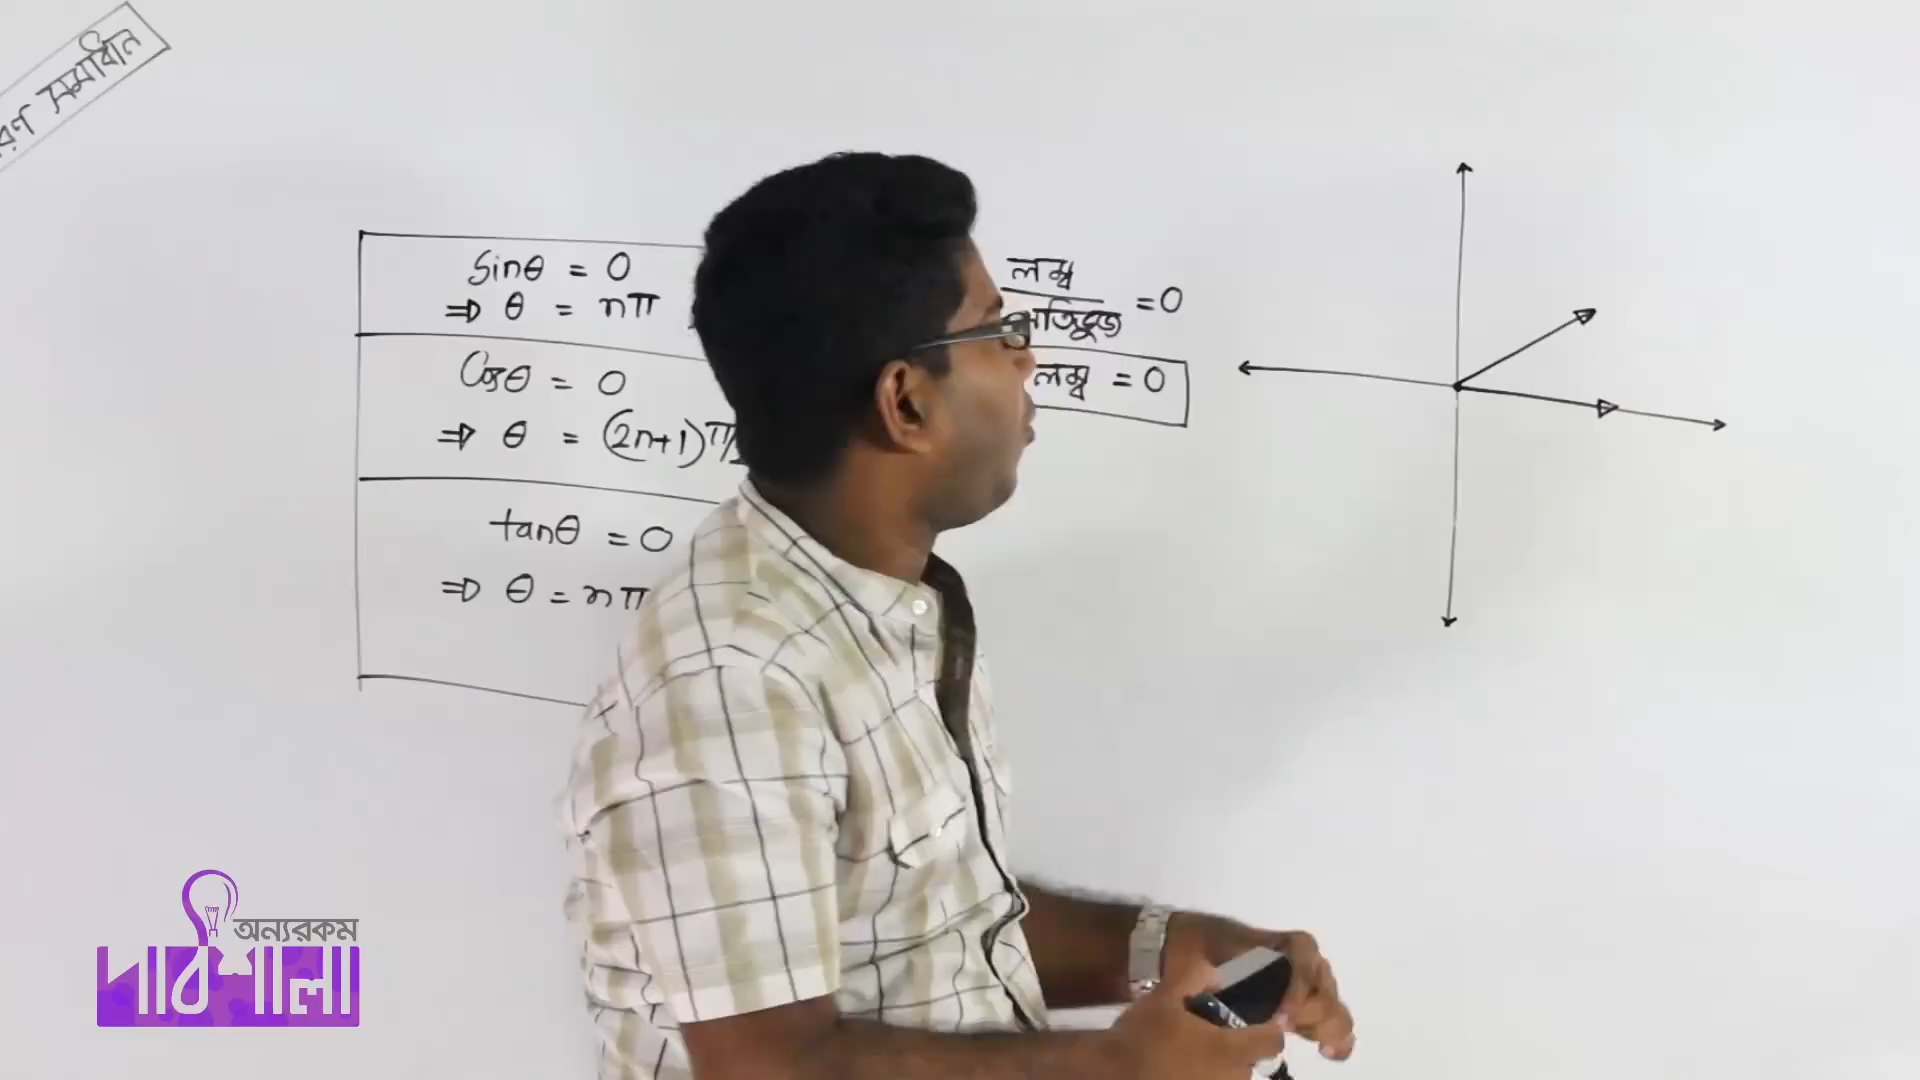 সমাধান
sinθ = 0
⇒ θ = nπ
cosθ = 0
⇒ θ = (2n+1)π
tanθ = 0
⇒ θ = nπ
লম্ব
= 0
লম্ব = 0
অন্যরকম
পাঠশালা